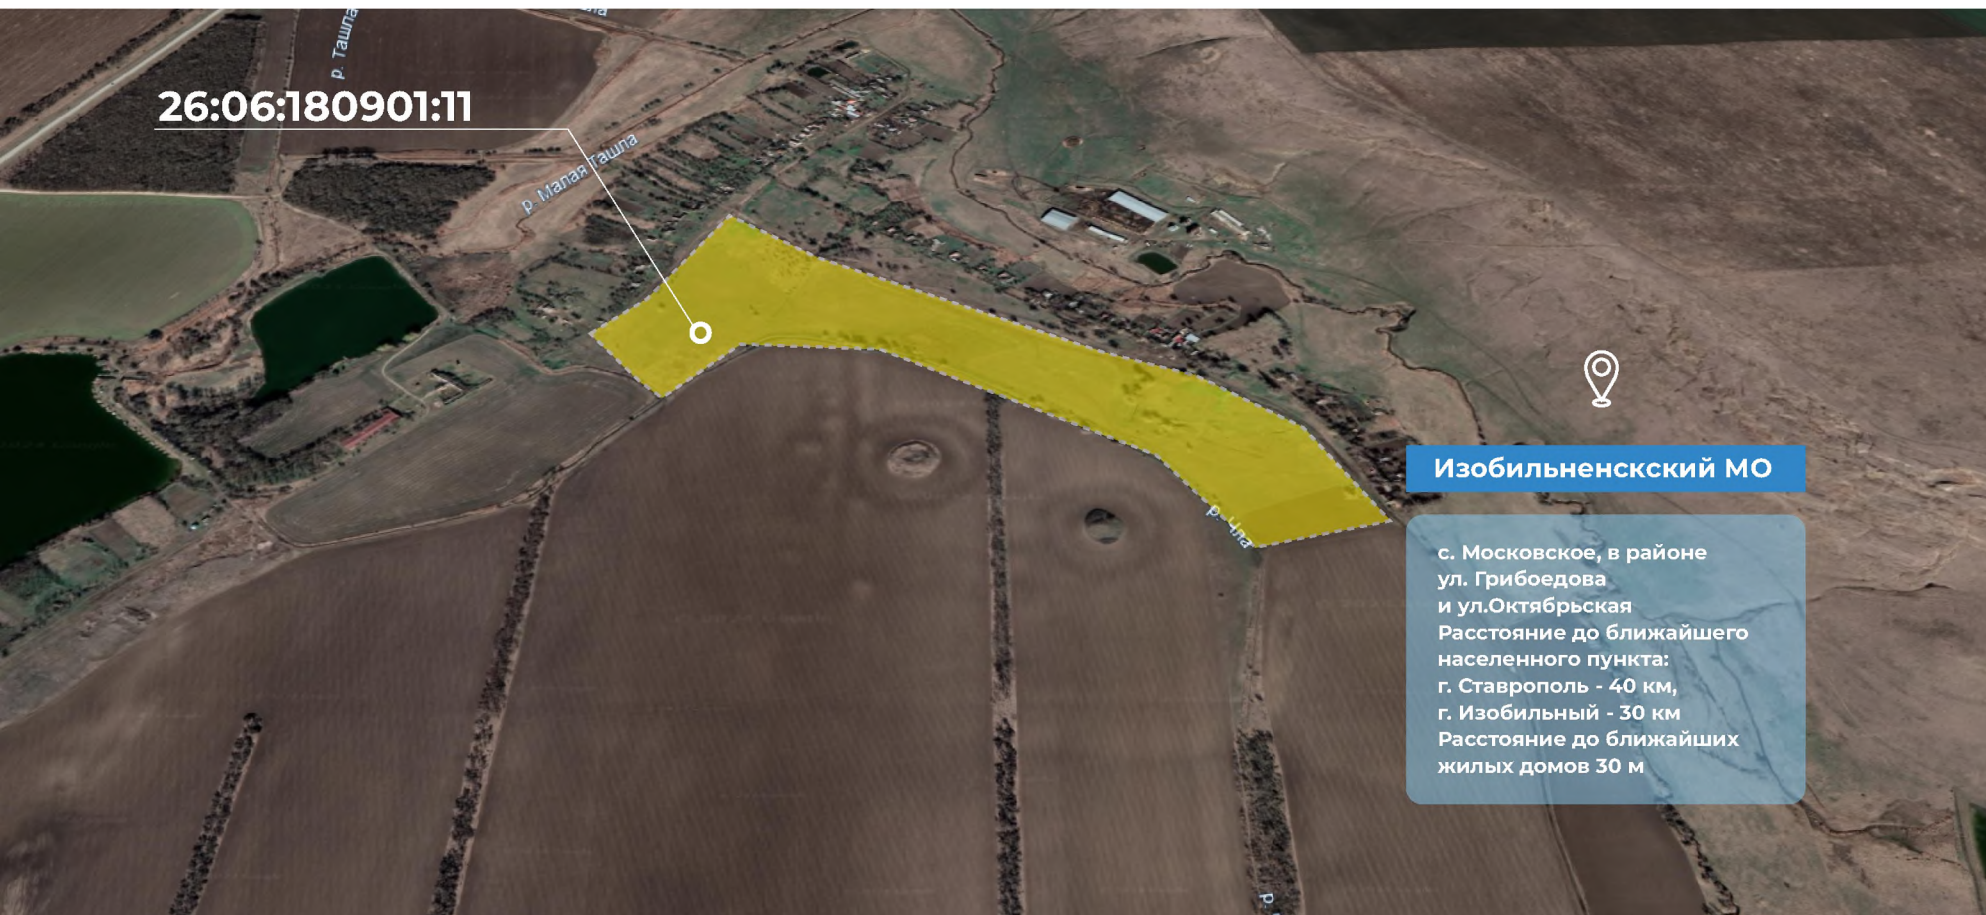 р. Ташла
26:06:180901:11
р. Малая Ташла
р. Чла
Изобильненскский МО
с. Московское, в районе
ул. Грибоедова
и ул.Октябрьская
Расстояние до ближайшего
населенного пункта:
г. Ставрополь - 40 км,
г. Изобильный - 30 км
Расстояние до ближайших
жилых домов 30 м
р.